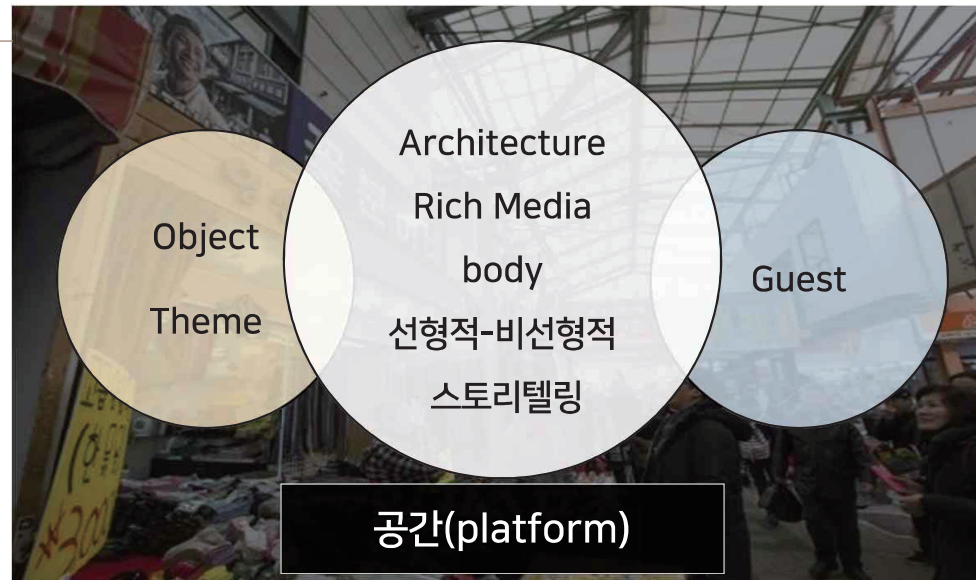 Object
Theme
Architecture
Rich Media
body
선형적-비선형적
스토리텔링
Guest
공간(platform)